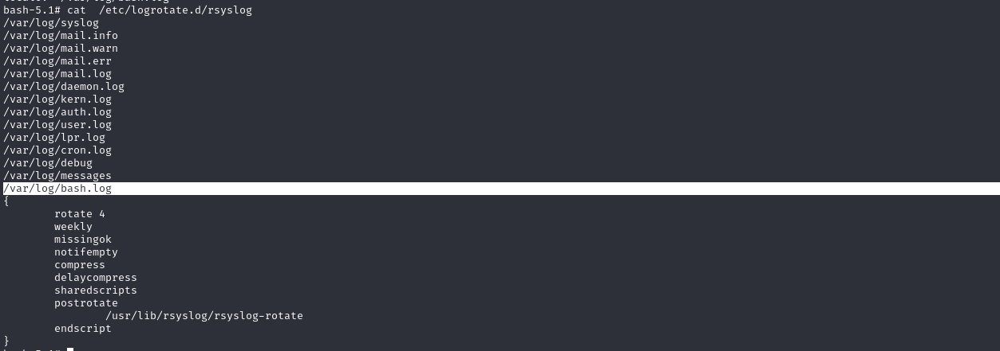 bash-5.1# cat  /etc/logrotate.d/rsyslog
/var/log/syslog
/var/log/mail.info
/var/log/mail.warn
/var/log/mail.err
/var/log/mail.log
/var/log/daemon.log
/var/log/kern.log
/var/log/auth.log
/var/log/user.log
/var/log/lpr.log
/var/log/cron.log
/var/log/debug
/var/log/messages
/var/log/bash.log
{
        rotate 4
        weekly
        missingok
        notifempty
        compress
        delaycompress
        sharedscripts
        postrotate
                /usr/lib/rsyslog/rsyslog-rotate
        endscript
}